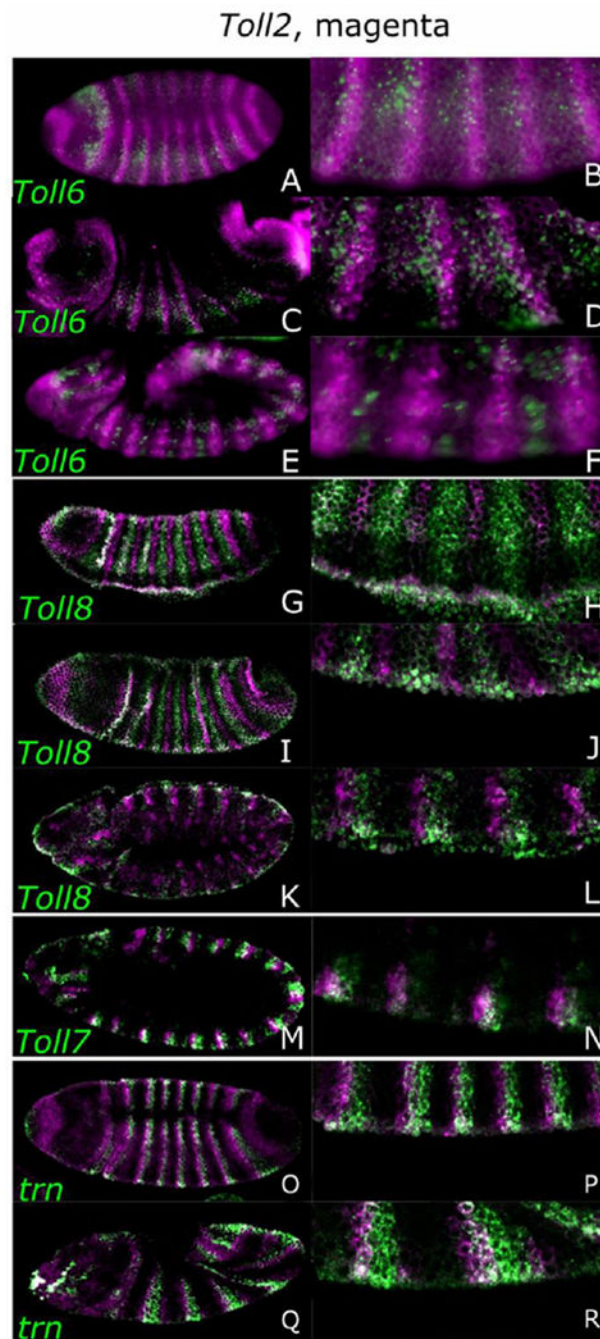 Toll2, magenta
Toll6 A B
Toll6 C D
Toll6 E F
Toll8 G H
Toll8 I J
Toll8 K L
Toll7 M N
trn O P
trn Q R